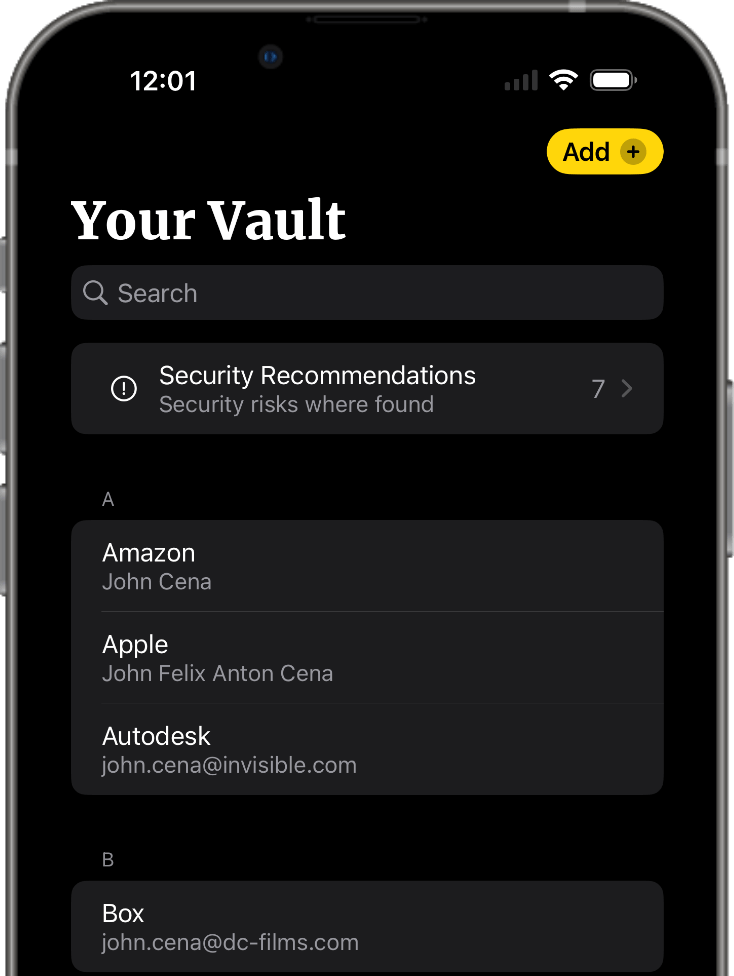 12:01
Add +
Your Vault
Search
Security Recommendations
Security risks where found
7
A
Amazon
John Cena
Apple
John Felix Anton Cena
Autodesk
john.cena@invisible.com
B
Box
john.cena@dc-films.com